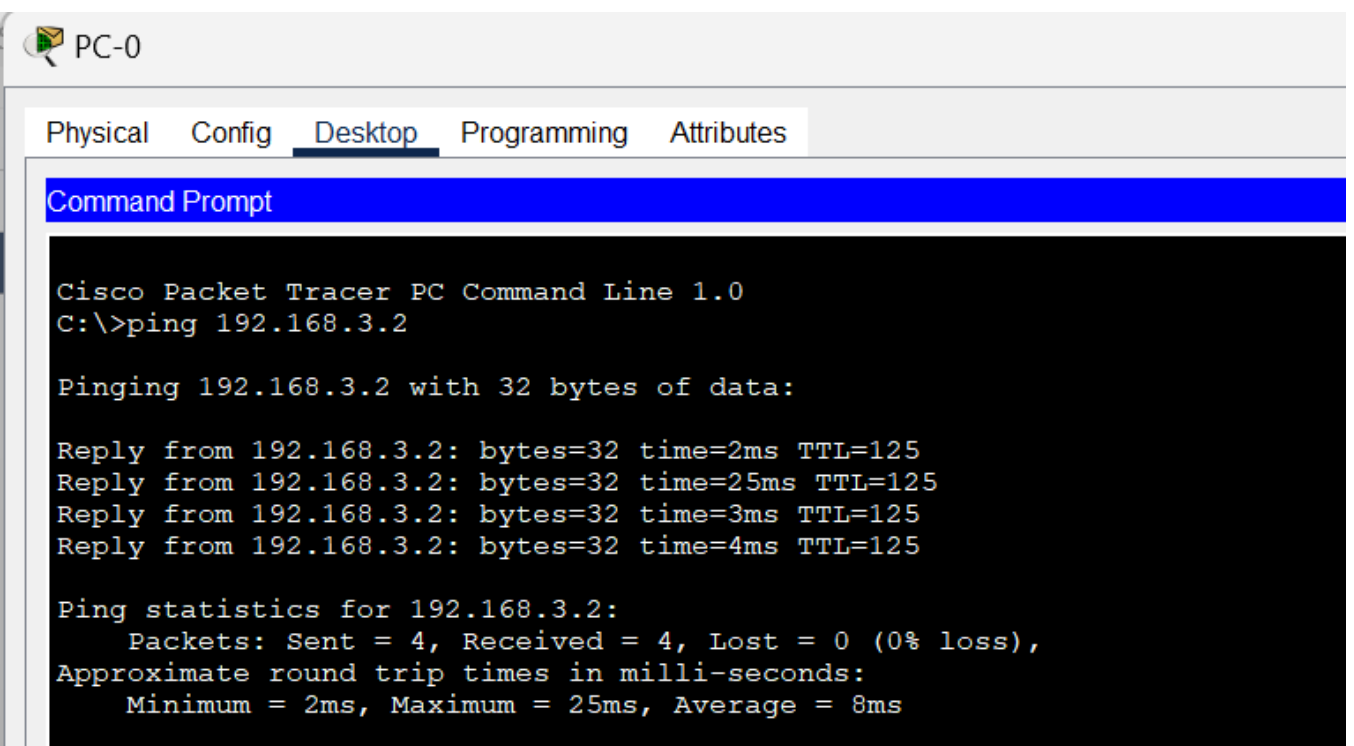 PC-0
Physical Config Desktop Programming Attributes
Command Prompt
Cisco Packet Tracer PC Command Line 1.0
C:\>ping 192.168.3.2
Pinging 192.168.3.2 with 32 bytes of data:
Reply from 192.168.3.2: bytes=32 time=2ms TTL=125
Reply from 192.168.3.2: bytes=32 time=25ms TTL=125
Reply from 192.168.3.2: bytes=32 time=3ms TTL=125
Reply from 192.168.3.2: bytes=32 time=4ms TTL=125
Ping statistics for 192.168.3.2:
Packets: Sent = 4, Received = 4, Lost = 0 (0% loss),
Approximate round trip times in milli-seconds:
Minimum = 2ms, Maximum = 25ms, Average = 8ms